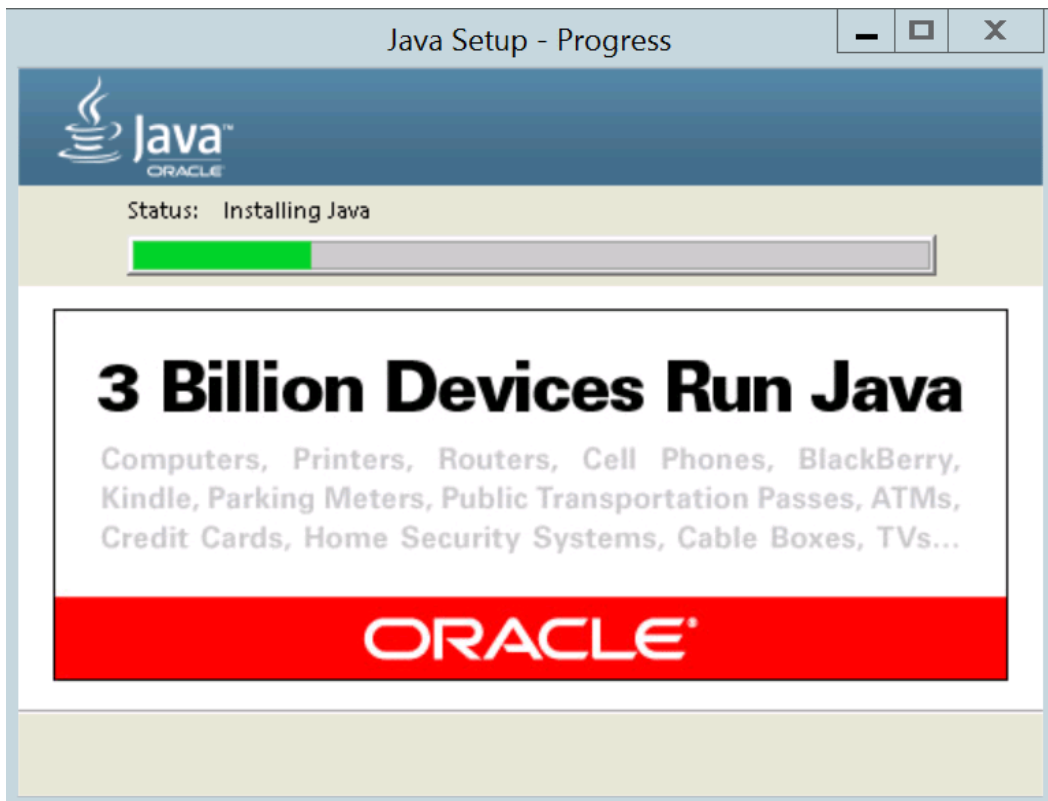 Java Setup - Progress
Java™
ORACLE
Status: Installing Java
3 Billion Devices Run Java
Computers, Printers, Routers, Cell Phones, BlackBerry,
Kindle, Parking Meters, Public Transportation Passes, ATMs,
Credit Cards, Home Security Systems, Cable Boxes, TVs...
ORACLE®